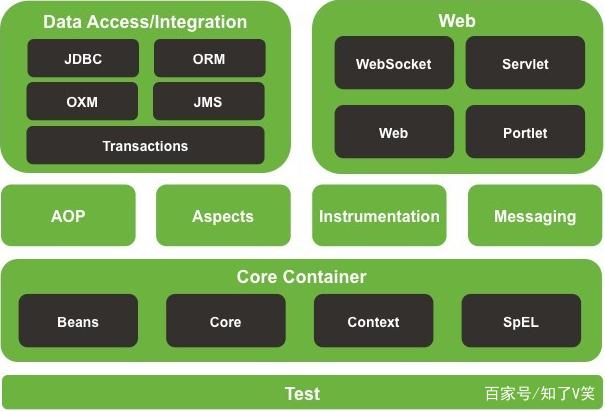 Data Access/Integration
JDBC
ORM
OXM
JMS
Transactions
Web
WebSocket
Servlet
Web
Portlet
AOP
Aspects
Instrumentation
Messaging
Core Container
Beans
Core
Context
SpEL
Test
百家号/知了V笑